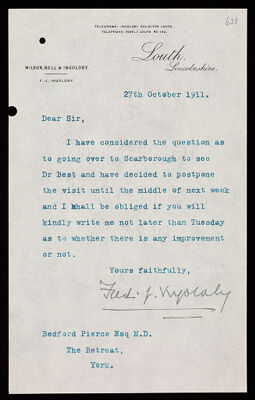 621
TELEGRAMS: INGOLDBY, SOLICITOR LOUTH.
Louth,
Lincolnshire.
WILSON, BELL & INGOLDBY.
F. J. INGOLDBY.
27th October 1911.
Dear Sir,
I have considered the question as
to going over to Scarborough to see
Dr Best and have decided to postpone
the visit until the middle of next week
and I shall be obliged if you will
kindly write me not later than Tuesday
as to whether there is any improvement
or not.
Yours faithfully,
Fred. J. Ingoldby
Bedford Pierce Esq M.D.
The Retreat,
York.